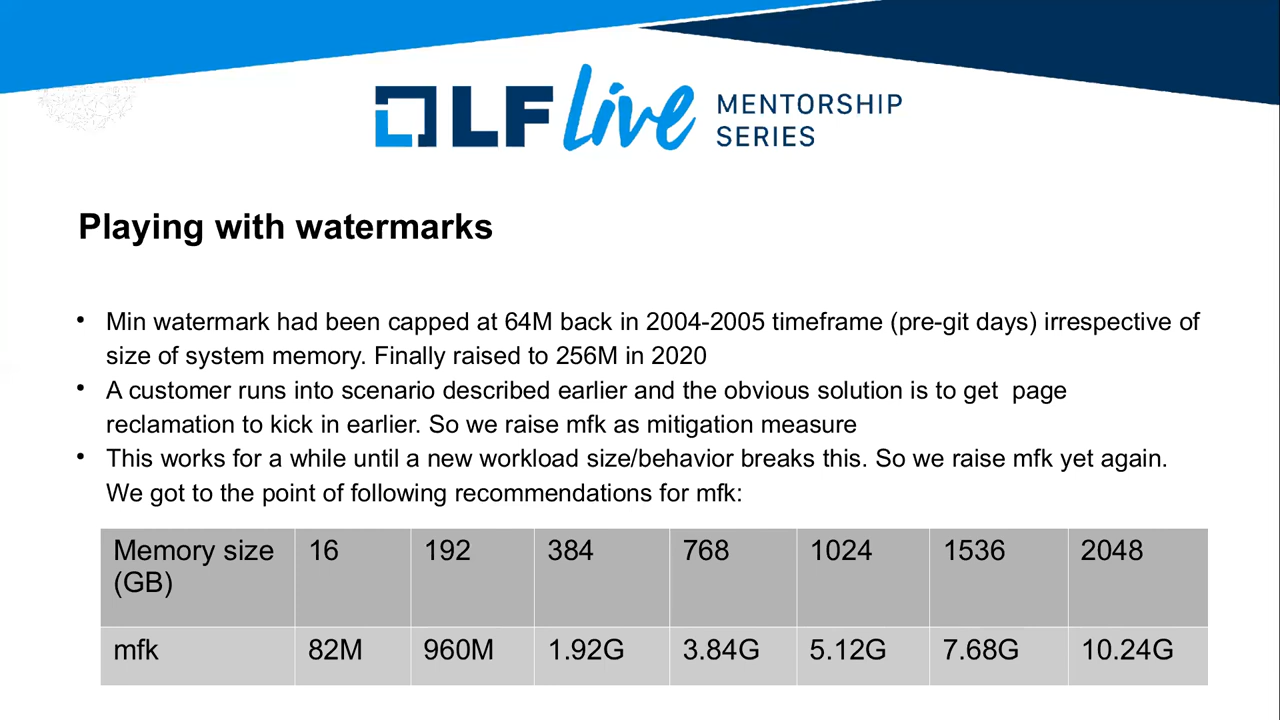 LF live MENTORSHIP
SERIES
Playing with watermarks
• Min watermark had been capped at 64M back in 2004-2005 timeframe (pre-git days) irrespective of
size of system memory. Finally raised to 256M in 2020
• A customer runs into scenario described earlier and the obvious solution is to get  page
reclamation to kick in earlier. So we raise mfk as mitigation measure
• This works for a while until a new workload size/behavior breaks this. So we raise mfk yet again.
We got to the point of following recommendations for mfk:
Memory size 16 192 384 768 1024 1536 2048
(GB)
mfk 82M 960M 1.92G 3.84G 5.12G 7.68G 10.24G